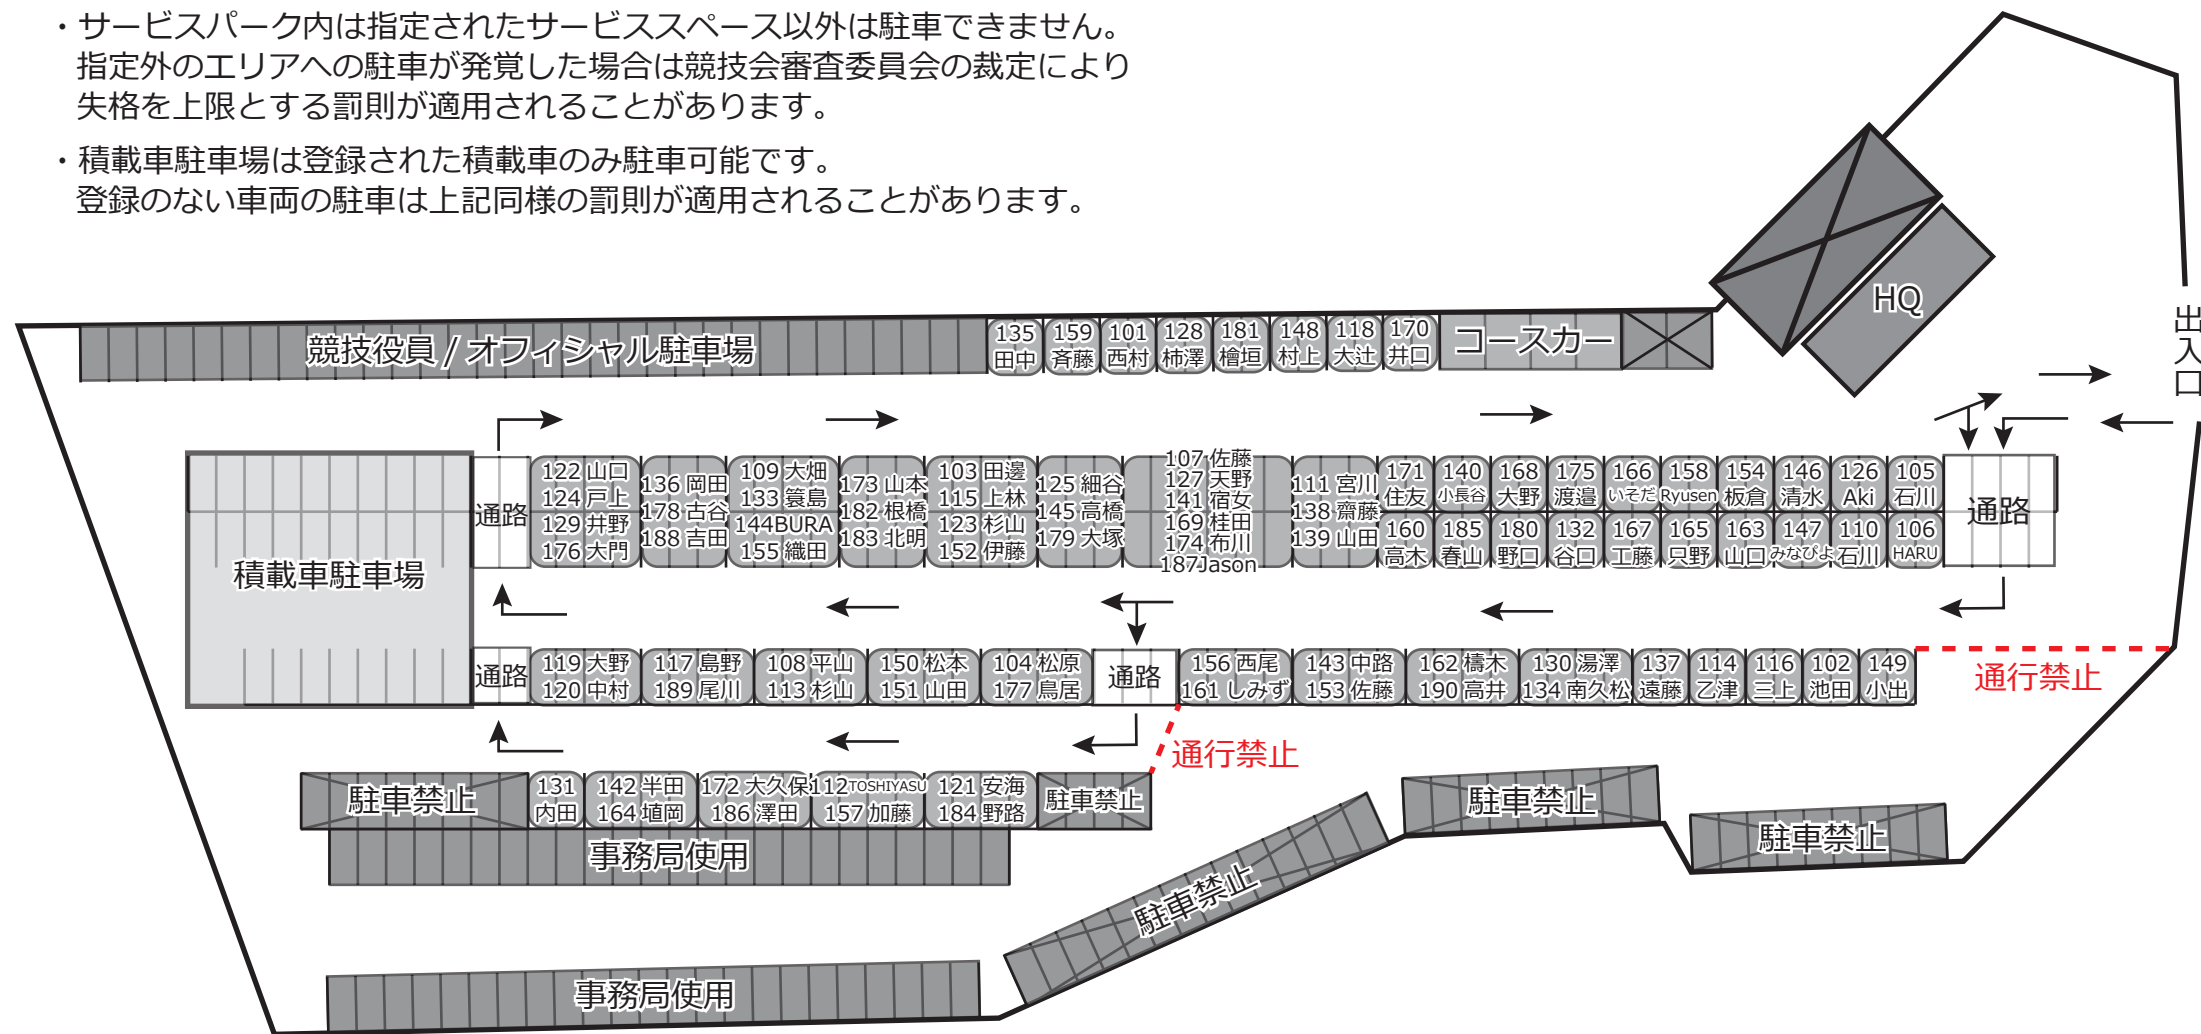 ・サービスパーク内は指定されたサービススペース以外は駐車できません。
指定外のエリアへの駐車が発覚した場合は競技会審査委員会の裁定により
失格を上限とする罰則が適用されることがあります。
・積載車駐車場は登録された積載車のみ駐車可能です。
登録のない車両の駐車は上記同様の罰則が適用されることがあります。
HQ
出入口
競技役員 / オフィシャル駐車場
135
田中
159
斉藤
101
西村
128
柿澤
181
檜垣
148
村上
118
大辻
170
井口
コースカー
積載車駐車場
通路
122 山口
124 戸上
129 井野
176 大門
136 岡田
178 古谷
188 吉田
109 大畑
133 簑島
144BURA
155 織田
173 山本
182 根橋
183 北明
103 田邊
115 上林
123 杉山
152 伊藤
125 細谷
145 高橋
179 大塚
107 佐藤
127 天野
141 宿女
169 桂田
174 布川
187Jason
111 宮川
138 齋藤
139 山田
171
住友
140
小長谷
168
大野
175
渡邉
166
いそだ
158
Ryusen
154
板倉
146
清水
126
Aki
105
石川
160
高木
185
春山
180
野口
132
谷口
167
工藤
165
只野
163
山口
147
みなぴよ
110
石川
106
HARU
通路
通路
119 大野
120 中村
117 島野
189 尾川
108 平山
113 杉山
150 松本
151 山田
104 松原
177 鳥居
通路
156 西尾
161 しみず
143 中路
153 佐藤
162 檮木
190 高井
130 湯澤
134 南久松
137
遠藤
114
乙津
116
三上
102
池田
149
小出
通行禁止
通行禁止
駐車禁止
131
内田
142 半田
164 埴岡
172 大久保
186 澤田
112TOSHIYASU
157 加藤
121 安海
184 野路
駐車禁止
事務局使用
駐車禁止
駐車禁止
駐車禁止
事務局使用